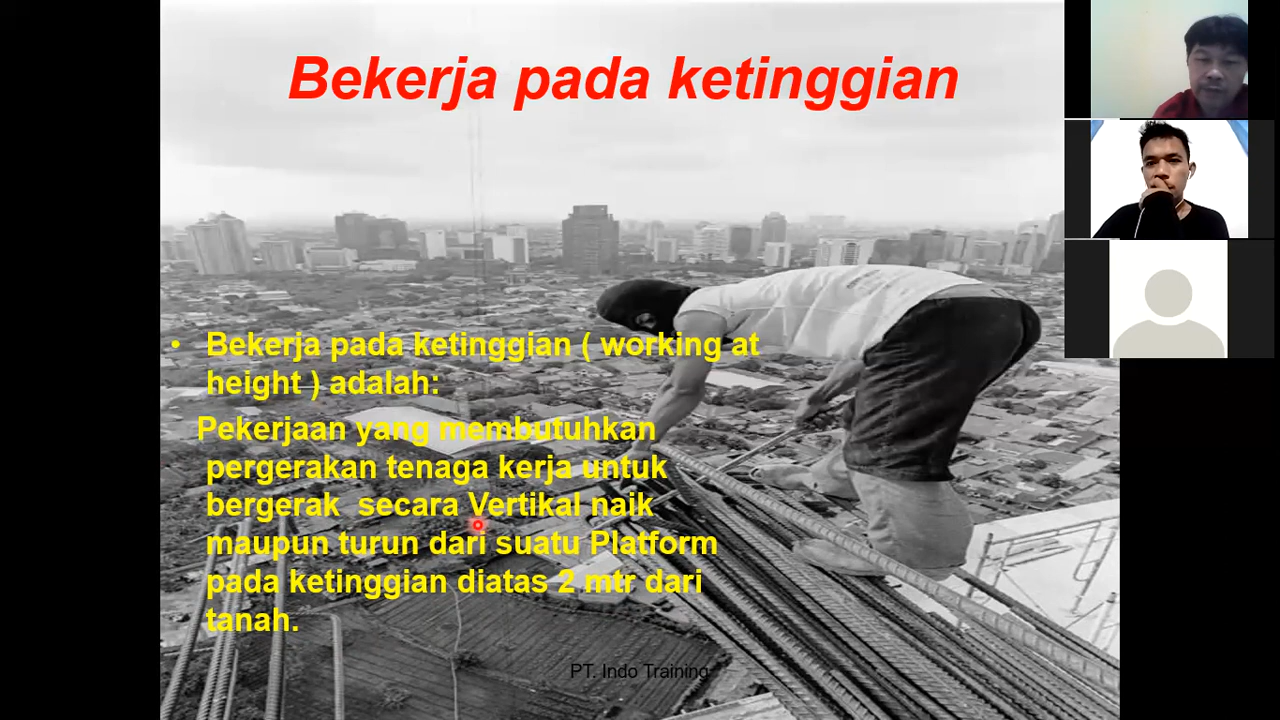 Bekerja pada ketinggian
• Bekerja pada ketinggian ( working at
height ) adalah:
Pekerjaan yang membutuhkan
pergerakan tenaga kerja untuk
bergerak secara Vertikal naik
maupun turun dari suatu Platform
pada ketinggian diatas 2 mtr dari
tanah.
PT. Indo Training